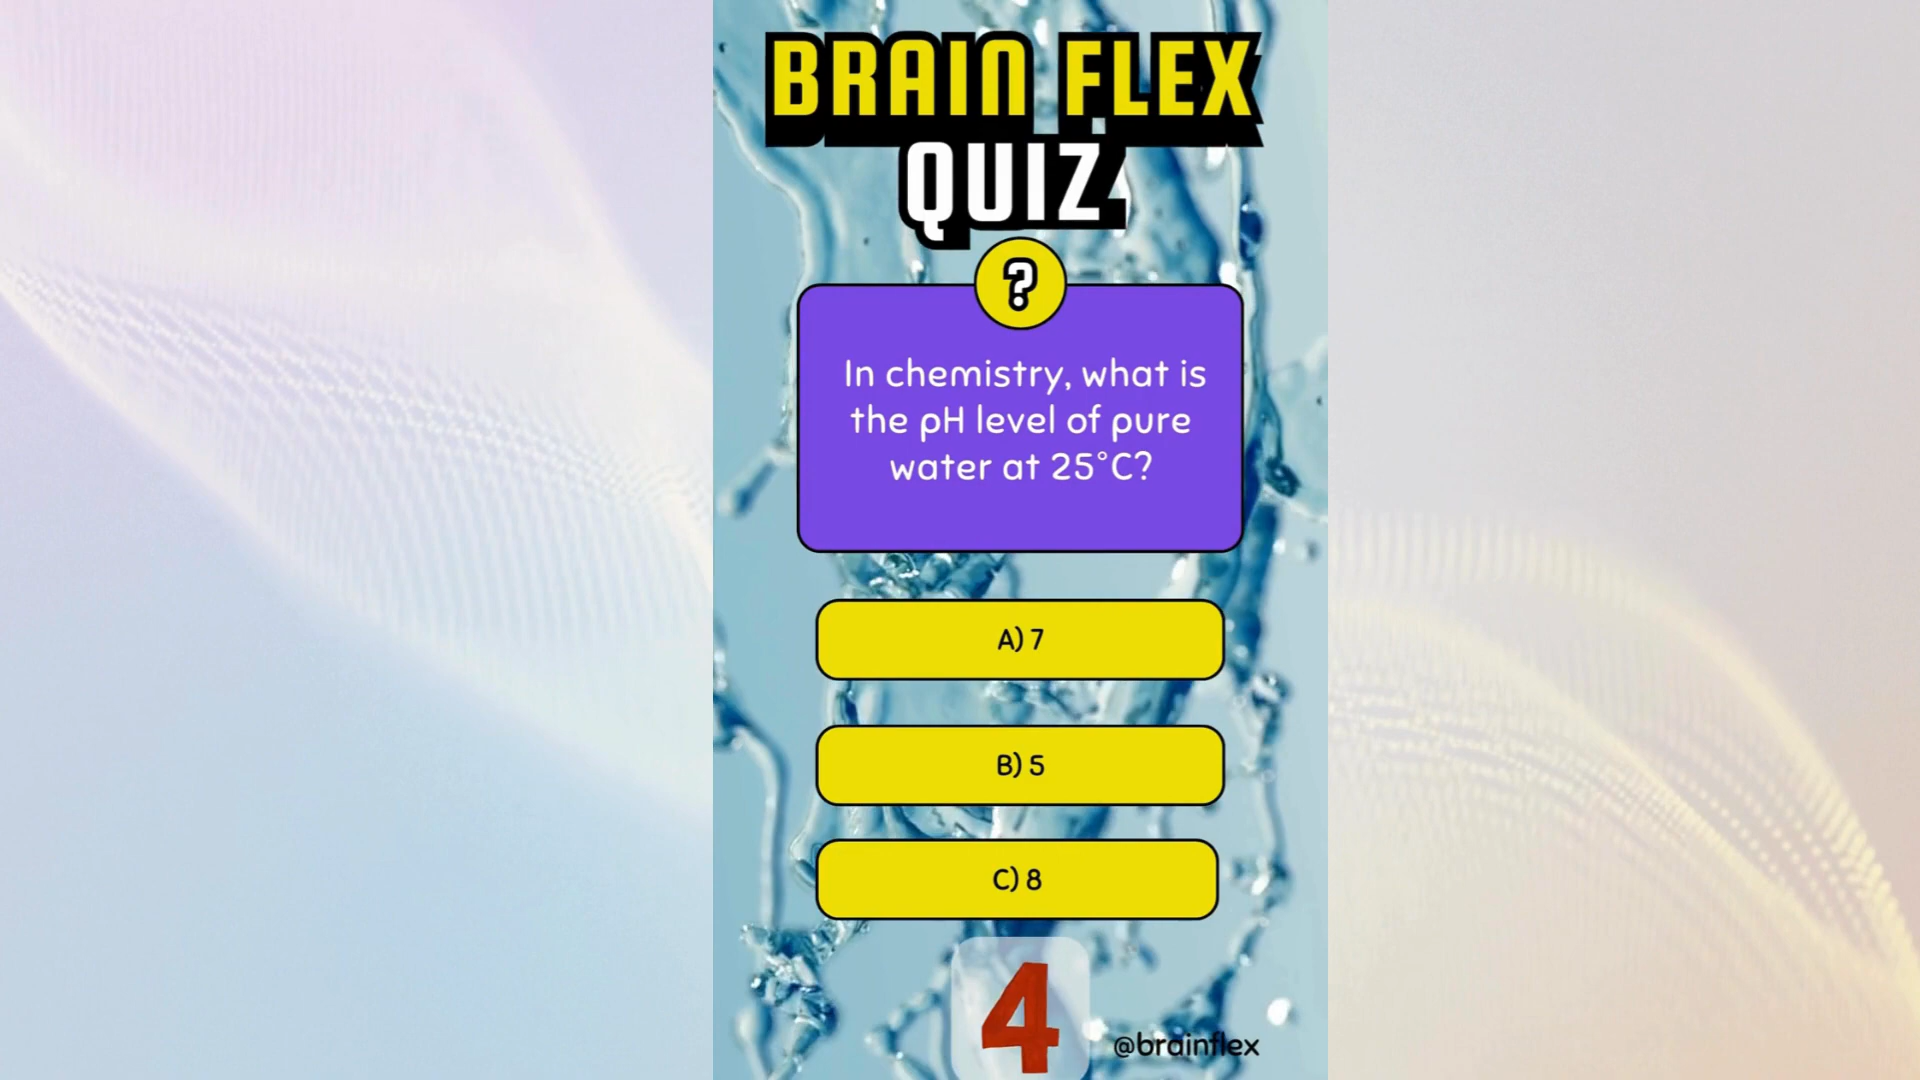 BRAIN FLEX
QUIZ
?
In chemistry, what is
the pH level of pure
water at 25°C?
A) 7
B) 5
C) 8
4
@brainflex